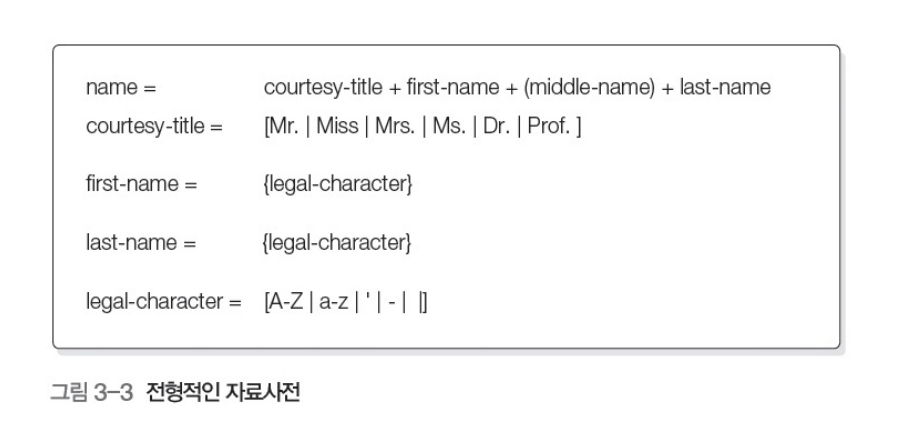 name = courtesy-title + first-name + (middle-name) + last-name
courtesy-title = [Mr. | Miss | Mrs. | Ms. | Dr. | Prof. ]
first-name = {legal-character}
last-name = {legal-character}
legal-character = [A-Z | a-z | ' | - |  |]
그림 3-3 전형적인 자료사전